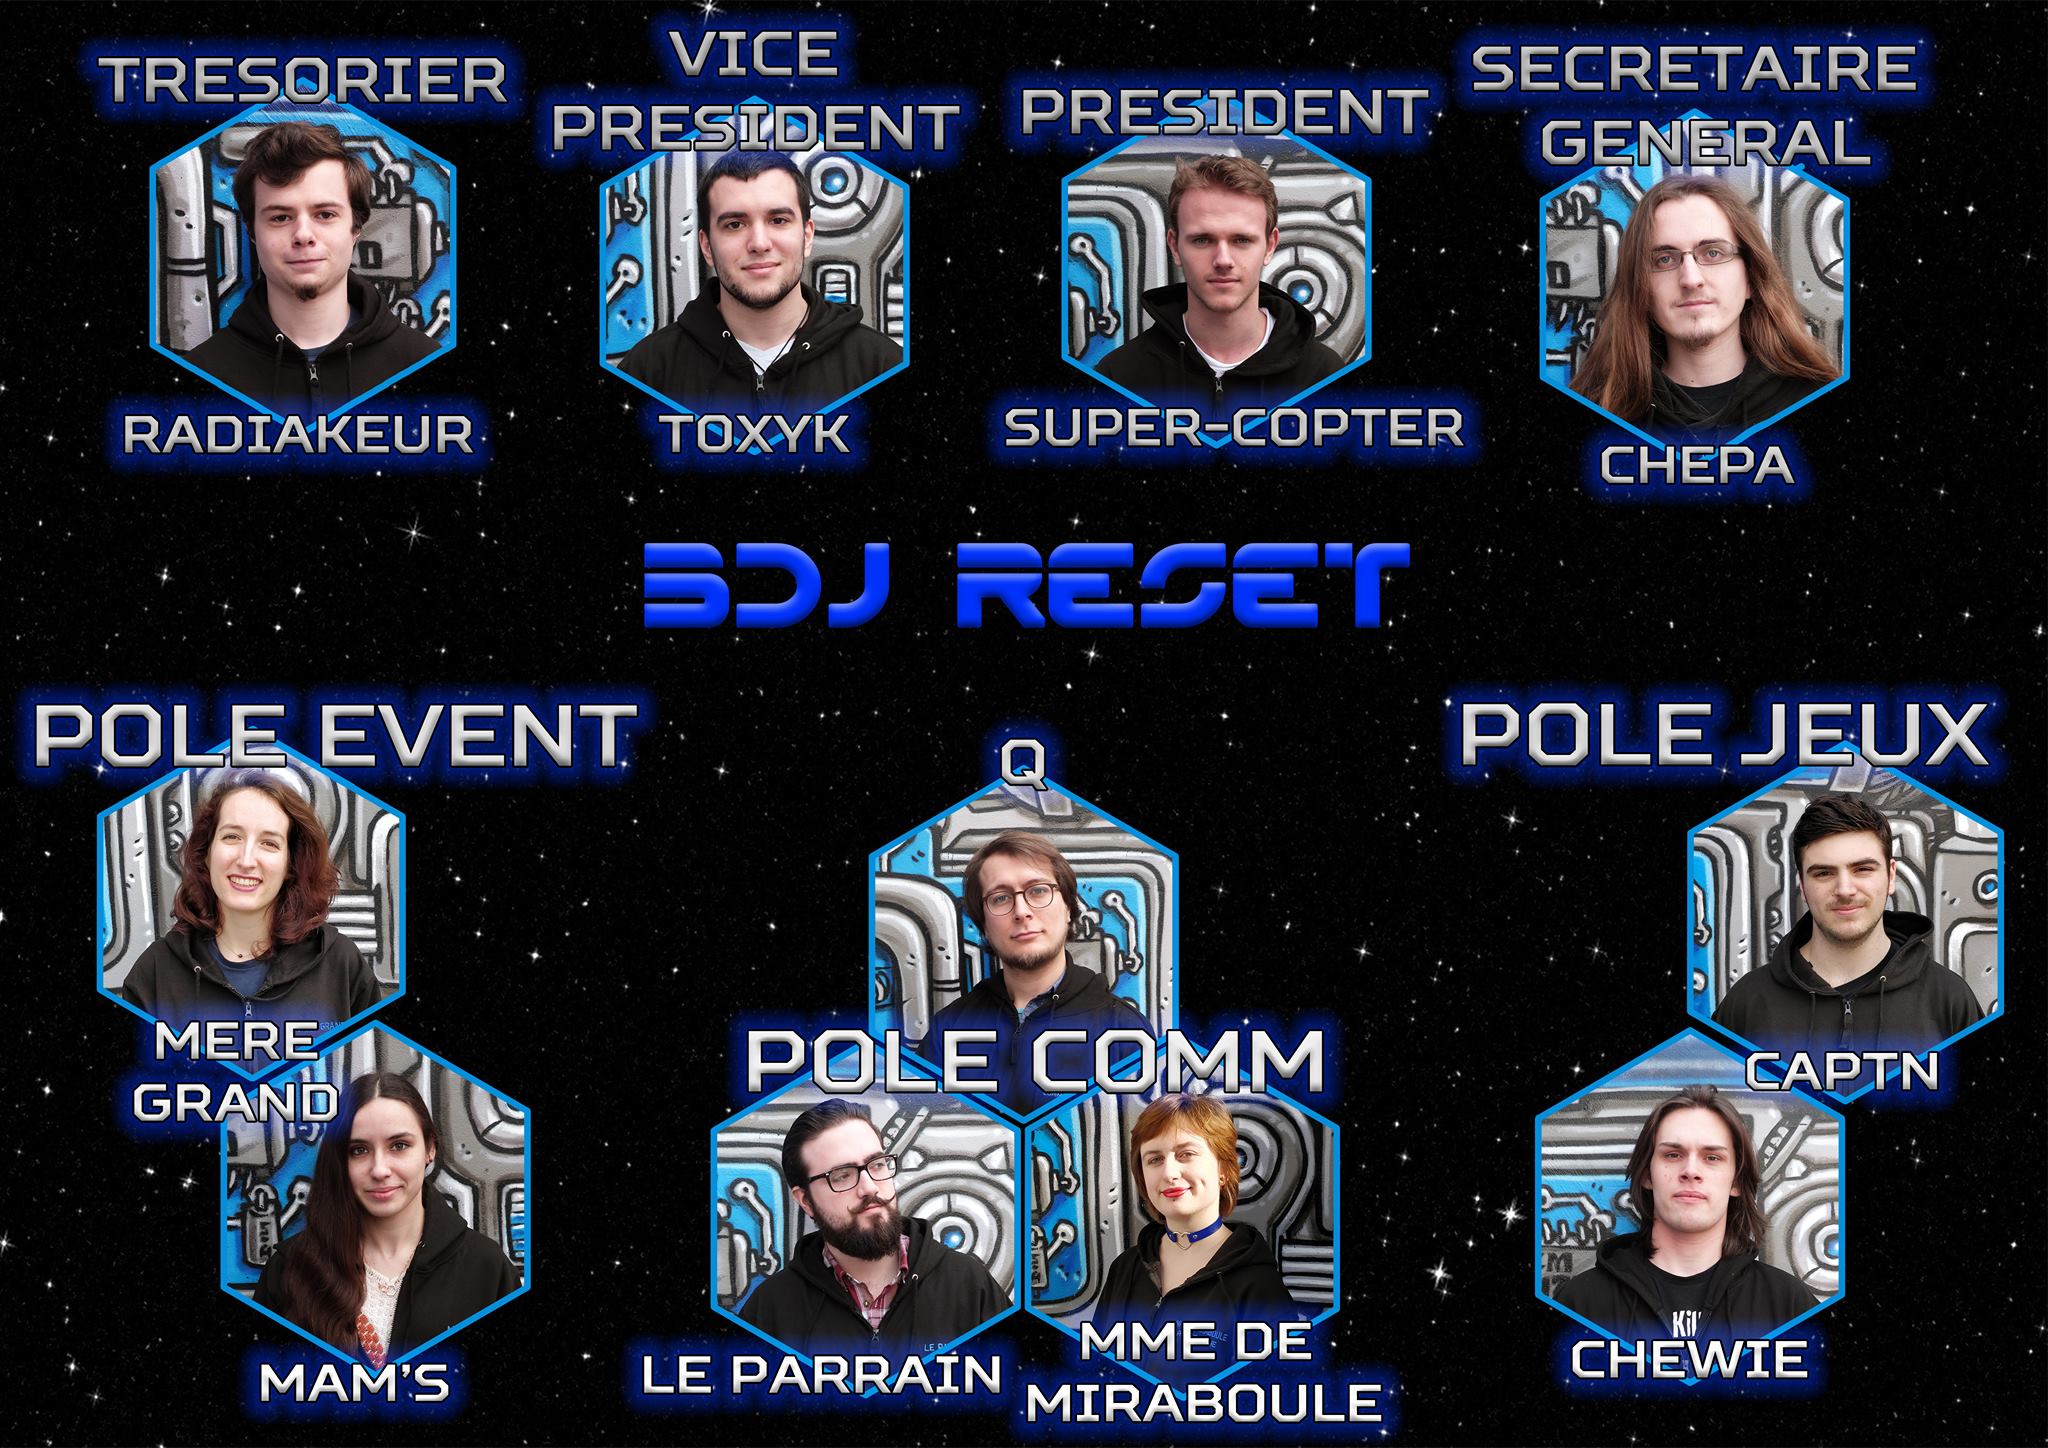 TRESORIER
RADIAKEUR
VICE
PRESIDENT
TOXYK
PRESIDENT
SUPER-COPTER
SECRETAIRE
GENERAL
CHEPA
BDJ RESET
POLE EVENT
MERE
GRAND
MAM'S
Q
POLE COMM
LE PARRAIN
MME DE
MIRABOULE
POLE JEUX
CAPTN
CHEWIE